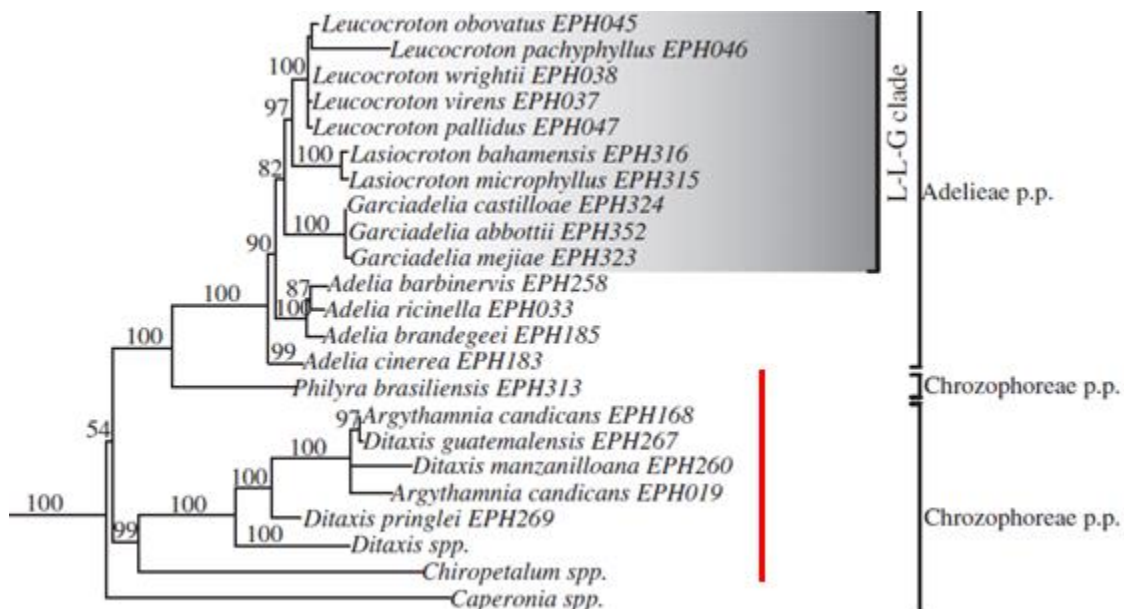 Leucocroton obovatus EPH045
Leucocroton pachyphyllus EPH046
100
Leucocroton wrightii EPH038
97
Leucocroton virens EPH037
Leucocroton pallidus EPH047
100
Lasiocroton bahamensis EPH316
82
Lasiocroton microphyllus EPH315
Garciadelia castilloae EPH324
100
Garciadelia abbottii EPH352
90
Garciadelia mejiae EPH323
L-L-G clade
Adelieae p.p.
87
Adelia barbinervis EPH258
100
100
Adelia ricinella EPH033
Adelia brandegeei EPH185
100
99
Adelia cinerea EPH183
Philyra brasiliensis EPH313
Chrozophoreae p.p.
54
97
Argythamnia candicans EPH168
Ditaxis guatemalensis EPH267
100
Ditaxis manzanilloana EPH260
100
Argythamnia candicans EPH019
100
100
Ditaxis pringlei EPH269
Chrozophoreae p.p.
99
100
Ditaxis spp.
Chiropetalum spp.
Caperonia spp.